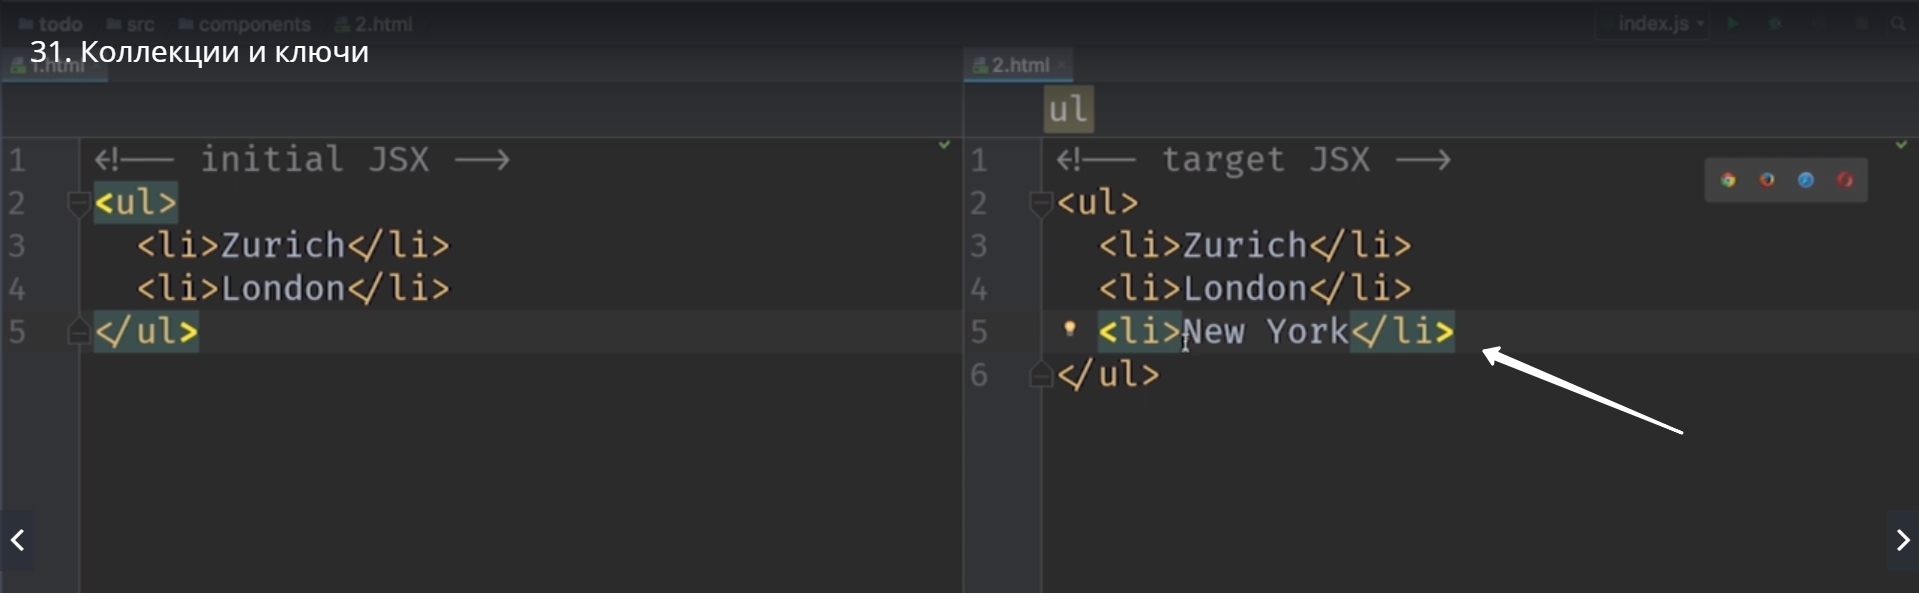 todo src components 2.html index.js
31. Коллекции и ключи
1.html 2.html
ul
1 <!-- initial JSX -->
2 <ul>
3 <li>Zurich</li>
4 <li>London</li>
5 </ul>
1 <!-- target JSX -->
2 <ul>
3 <li>Zurich</li>
4 <li>London</li>
5 <li>New York</li>
6 </ul>